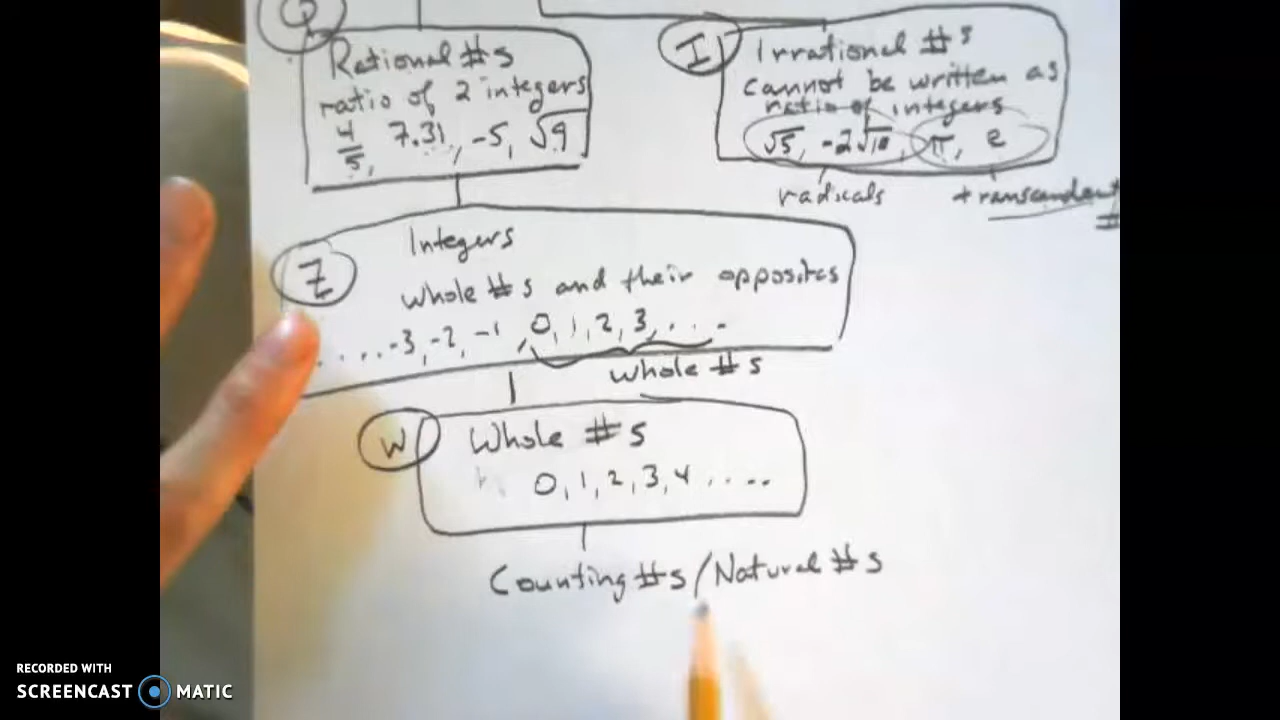 Q
Rational #s
ratio of 2 integers
4/5, 7.31, -5, √9
I
Irrational #s
cannot be written as
ratio of integers
√5, -2√10, π, e
radicals
transcendent
#
Z
Integers
Whole #s and their opposites
....-3, -2, -1, 0, 1, 2, 3, ...
whole #s
W
Whole #s
0, 1, 2, 3, 4 .....
Counting #s/Natural #s
RECORDED WITH
SCREENCAST MATIC